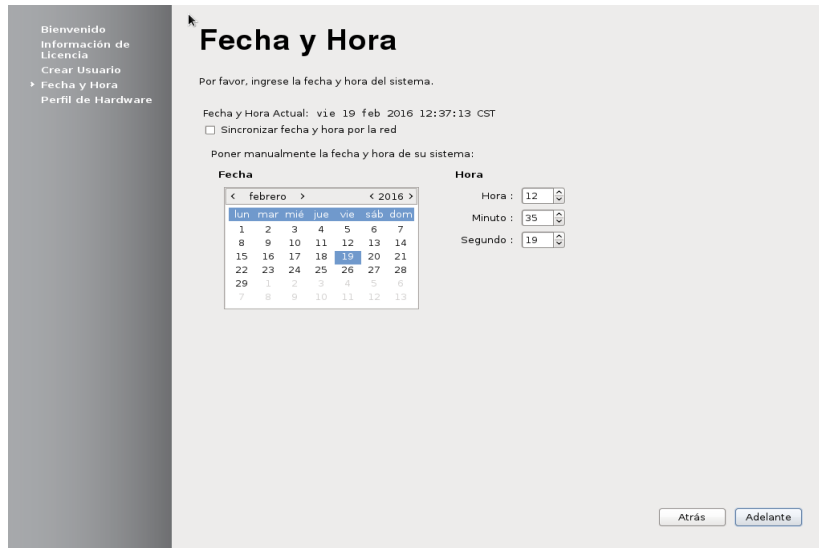 Bienvenido
Información de
Licencia
Crear Usuario
Fecha y Hora
Perfil de Hardware
Fecha y Hora
Por favor, ingrese la fecha y hora del sistema.
Fecha y Hora Actual: vie 19 feb 2016 12:37:13 CST
Sincronizar fecha y hora por la red
Poner manualmente la fecha y hora de su sistema:
Fecha
< febrero > < 2016 >
lun mar mié jue vie sáb dom
1 2 3 4 5 6 7
8 9 10 11 12 13 14
15 16 17 18 19 20 21
22 23 24 25 26 27 28
29 1 2 3 4 5 6
7 8 9 10 11 12 13
Hora
Hora : 12
Minuto : 35
Segundo : 19
Atrás Adelante